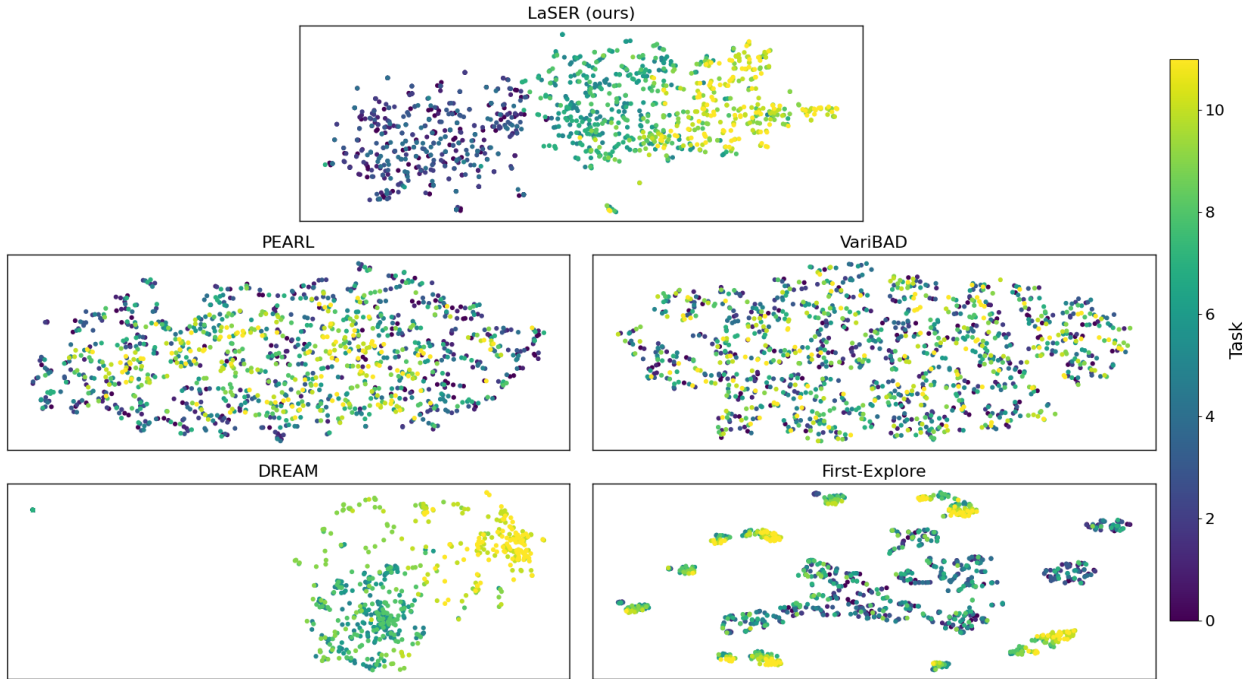 LaSER (ours)
PEARL
VariBAD
DREAM
First-Explore
10
8
6
4
2
0
Task